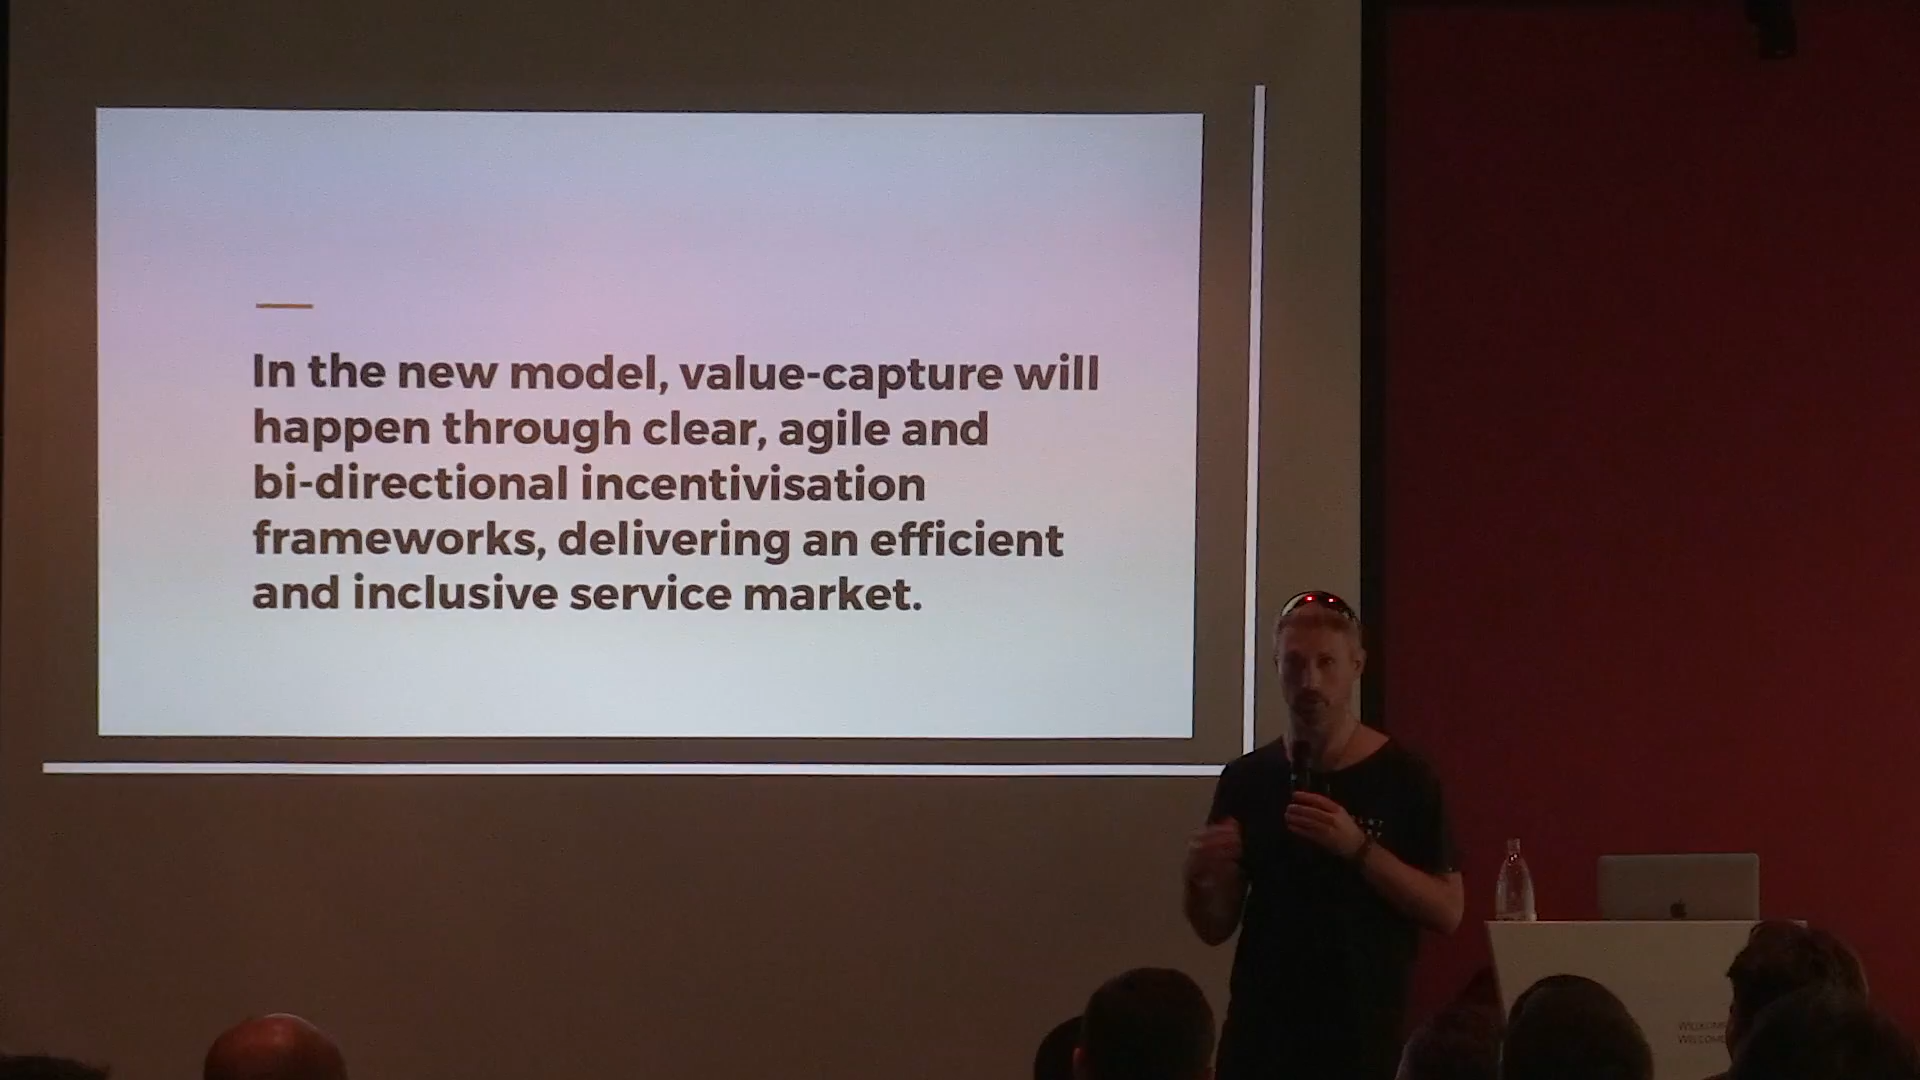 In the new model, value-capture will
happen through clear, agile and
bi-directional incentivisation
frameworks, delivering an efficient
and inclusive service market.